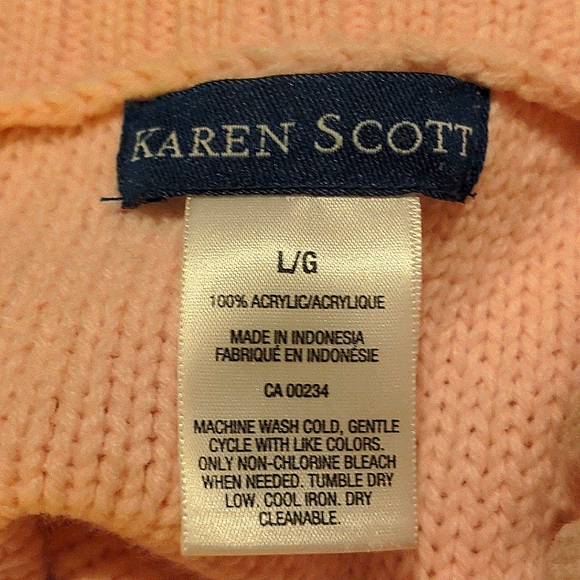 KAREN SCOTT
L/G
100% ACRYLIC/ACRYLIQUE
MADE IN INDONESIA
FABRIQUÉ EN INDONÉSIE
CA 00234
MACHINE WASH COLD, GENTLE
CYCLE WITH LIKE COLORS.
ONLY NON-CHLORINE BLEACH
WHEN NEEDED. TUMBLE DRY
LOW. COOL IRON. DRY
CLEANABLE.